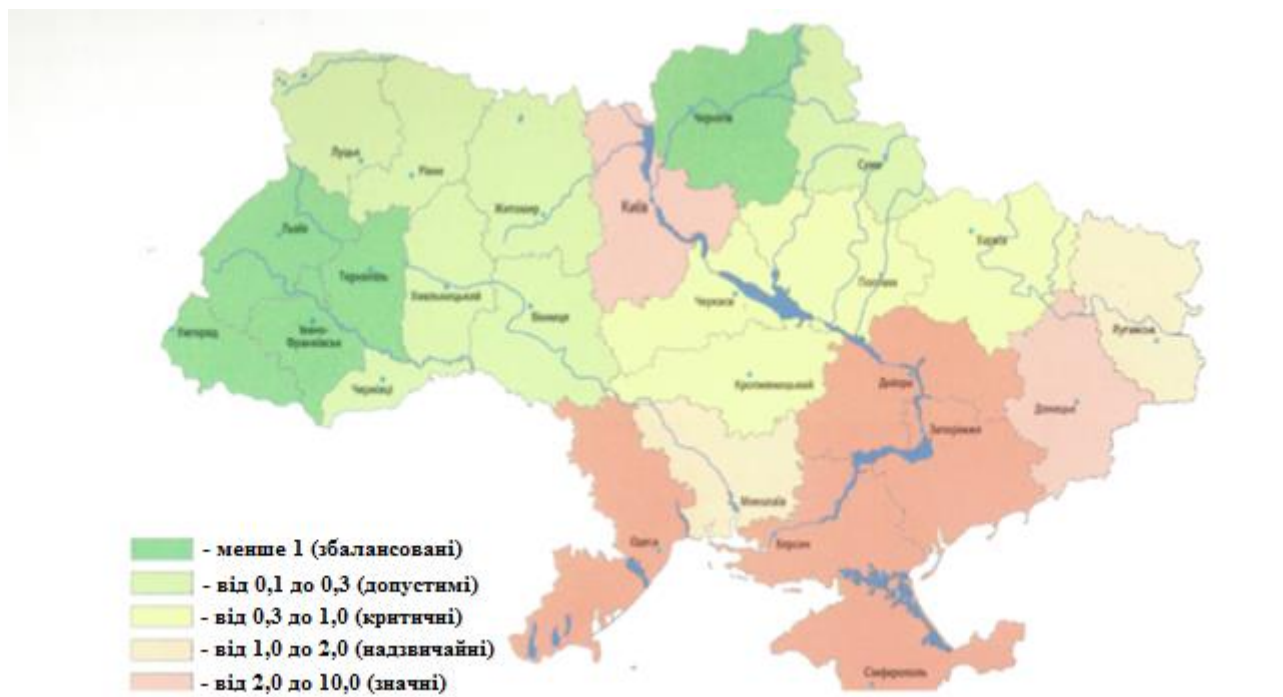 Чернігів
Луцьк
Рівне
Суми
Житомир
Київ
Львів
Харків
Тернопіль
Полтава
Хмельницький
Черкаси
Вінниця
Ужгород
Івано-
Франківськ
Луганськ
Чернівці
Кропивницький
Дніпро
Донецьк
Запоріжжя
Миколаїв
Одеса
Херсон
Сімферополь
- менше 1 (збалансовані)
- від 0,1 до 0,3 (допустимі)
- від 0,3 до 1,0 (критичні)
- від 1,0 до 2,0 (надзвичайні)
- від 2,0 до 10,0 (значні)